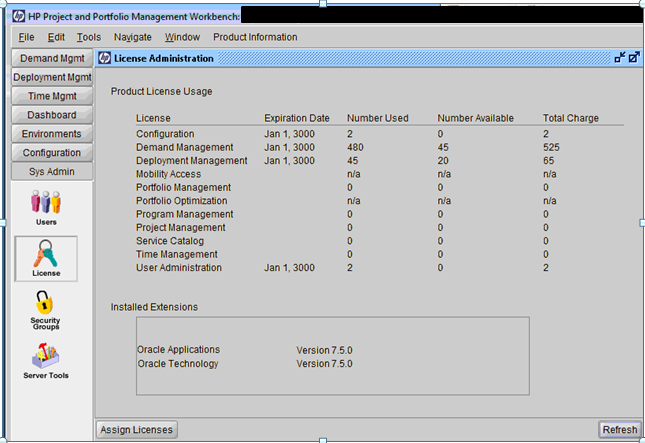 hp HP Project and Portfolio Management Workbench:
File Edit Tools Navigate Window Product Information
Demand Mgmt
Deployment Mgmt
Time Mgmt
Dashboard
Environments
Configuration
Sys Admin
Users
License
Security
Groups
Server Tools
hp License Administration
Product License Usage
License Expiration Date Number Used Number Available Total Charge
Configuration Jan 1, 3000 2 0 2
Demand Management Jan 1, 3000 480 45 525
Deployment Management Jan 1, 3000 45 20 65
Mobility Access n/a n/a n/a
Portfolio Management 0 0 0
Portfolio Optimization n/a n/a n/a
Program Management 0 0 0
Project Management 0 0 0
Service Catalog 0 0 0
Time Management 0 0 0
User Administration Jan 1, 3000 2 0 2
Installed Extensions
Oracle Applications Version 7.5.0
Oracle Technology Version 7.5.0
Assign Licenses Refresh